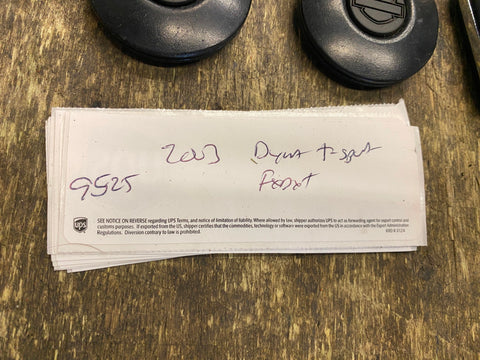 2003 Dyna t-sport
Front
9525
ups
SEE NOTICE ON REVERSE regarding UPS Terms, and notice of limitation of liability. Where allowed by law, shipper authorizes UPS to act as forwarding agent for export control and
customs purposes. If exported from the US, shipper certifies that the commodities, technology or software were exported from the US in accordance with the Export Administration
Regulations. Diversion contrary to law is prohibited.